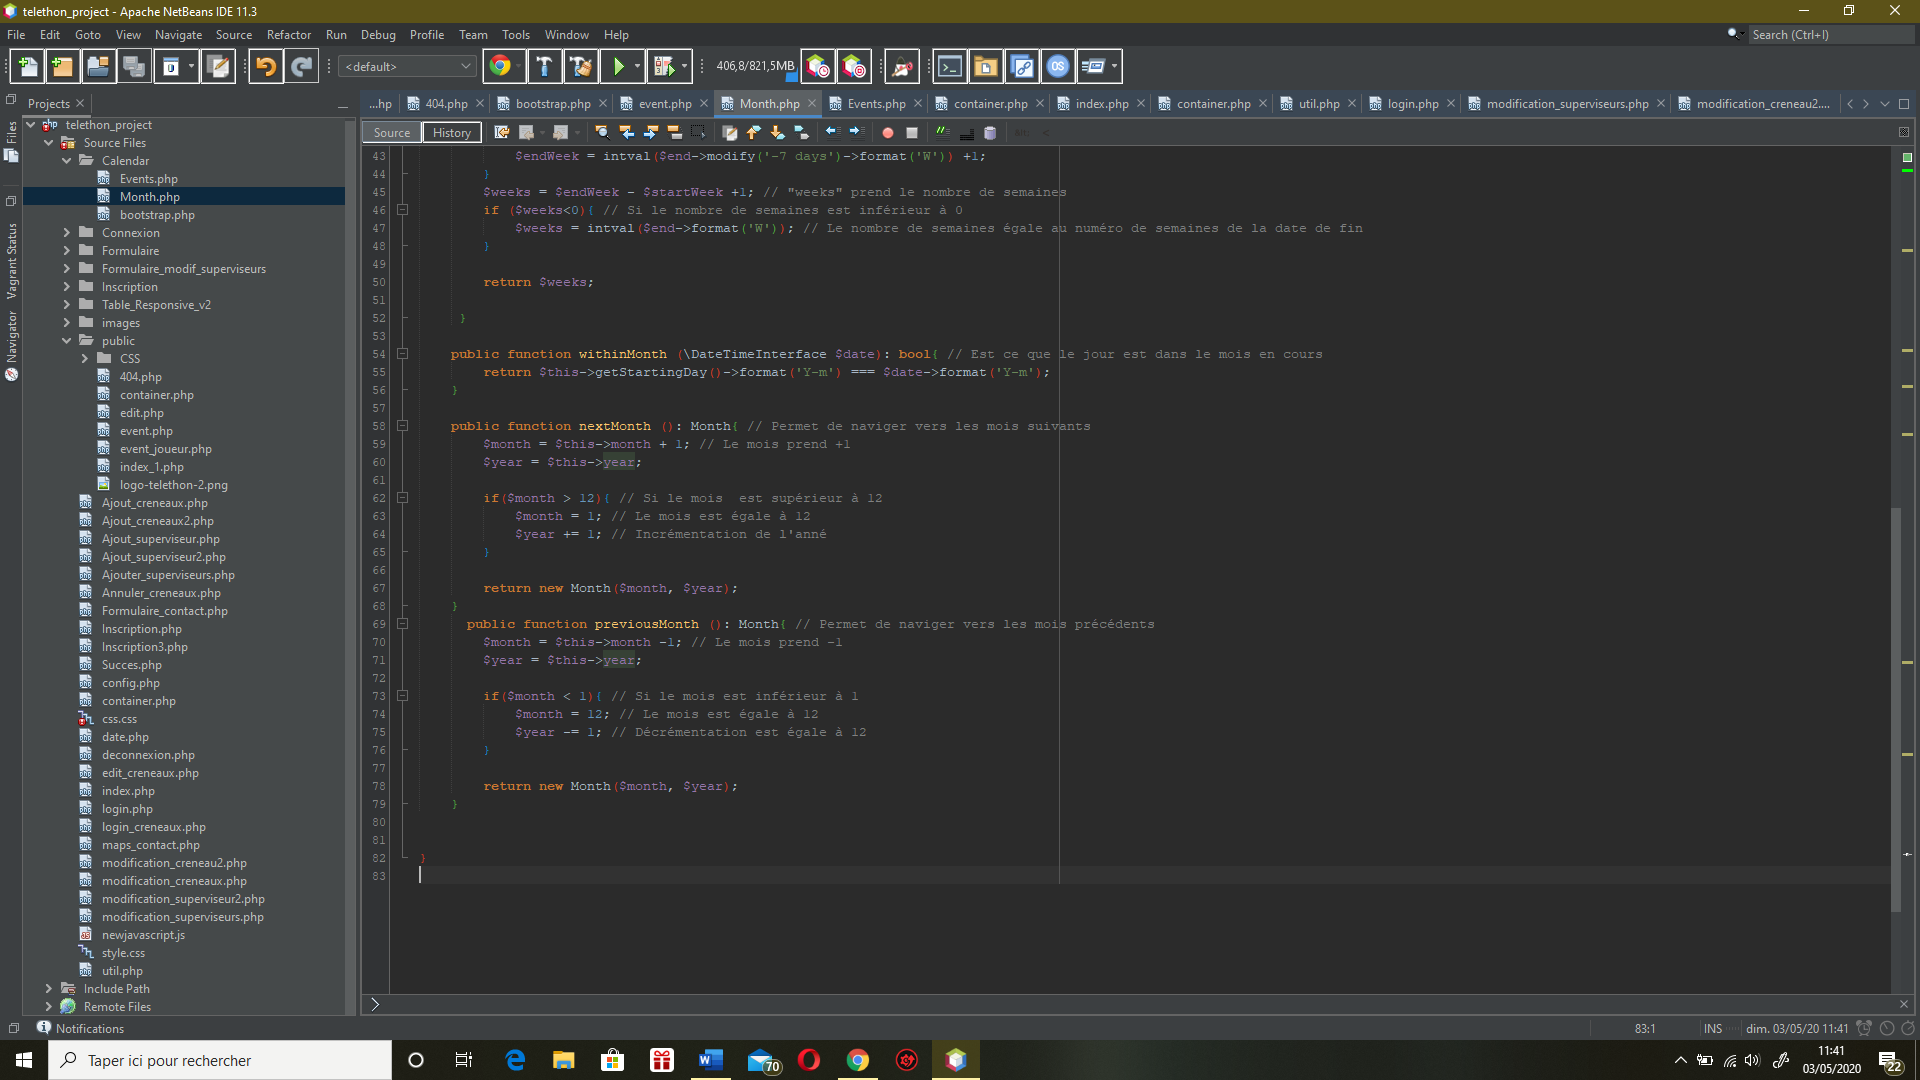 telethon_project - Apache NetBeans IDE 11.3
File Edit Goto View Navigate Source Refactor Run Debug Profile Team Tools Window Help
Search (Ctrl+I)
<default>
406,8/821,5MB
Projects
...hp 404.php bootstrap.php event.php Month.php Events.php container.php index.php container.php util.php login.php modification_superviseurs.php modification_creneau2....
Source History
Files
Vagrant Status
Navigator
telethon_project
Source Files
Calendar
Events.php
Month.php
bootstrap.php
Connexion
Formulaire
Formulaire_modif_superviseurs
Inscription
Table_Responsive_v2
images
public
CSS
404.php
container.php
edit.php
event.php
event_joueur.php
index_1.php
logo-telethon-2.png
Ajout_creneaux.php
Ajout_creneaux2.php
Ajout_superviseur.php
Ajout_superviseur2.php
Ajouter_superviseurs.php
Annuler_creneaux.php
Formulaire_contact.php
Inscription.php
Inscription3.php
Succes.php
config.php
container.php
css.css
date.php
deconnexion.php
edit_creneaux.php
index.php
login.php
login_creneaux.php
maps_contact.php
modification_creneau2.php
modification_creneaux.php
modification_superviseur2.php
modification_superviseurs.php
newjavascript.js
style.css
util.php
Include Path
Remote Files
43 $endWeek = intval($end->modify('-7 days')->format('W')) +1;
44 }
45 $weeks = $endWeek - $startWeek +1; // "weeks" prend le nombre de semaines
46 if ($weeks<0){ // Si le nombre de semaines est inférieur à 0
47 $weeks = intval($end->format('W')); // Le nombre de semaines égale au numéro de semaines de la date de fin
48 }
49
50 return $weeks;
51
52 }
53
54 public function withinMonth (\DateTimeInterface $date): bool{ // Est ce que le jour est dans le mois en cours
55 return $this->getStartingDay()->format('Y-m') === $date->format('Y-m');
56 }
57
58 public function nextMonth (): Month{ // Permet de naviger vers les mois suivants
59 $month = $this->month + 1; // Le mois prend +1
60 $year = $this->year;
61
62 if($month > 12){ // Si le mois  est supérieur à 12
63 $month = 1; // Le mois est égale à 12
64 $year += 1; // Incrémentation de l'anné
65 }
66
67 return new Month($month, $year);
68 }
69 public function previousMonth (): Month{ // Permet de naviger vers les mois précédents
70 $month = $this->month -1; // Le mois prend -1
71 $year = $this->year;
72
73 if($month < 1){ // Si le mois est inférieur à 1
74 $month = 12; // Le mois est égale à 12
75 $year -= 1; // Décrémentation est égale à 12
76 }
77
78 return new Month($month, $year);
79 }
80
81
82 }
83
Notifications
83:1 INS dim. 03/05/20 11:41
Taper ici pour rechercher
70
11:41
03/05/2020
22